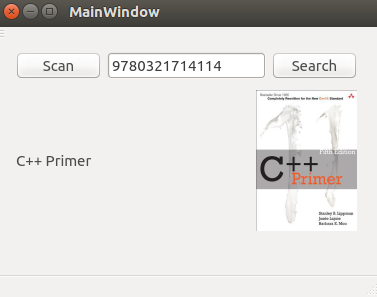 MainWindow
Scan
9780321714114
Search
C++ Primer
Completely Rewritten for the New C++11 Standard
Fifth Edition
C++
Primer
Stanley B. Lippman
Josée Lajoie
Barbara E. Moo